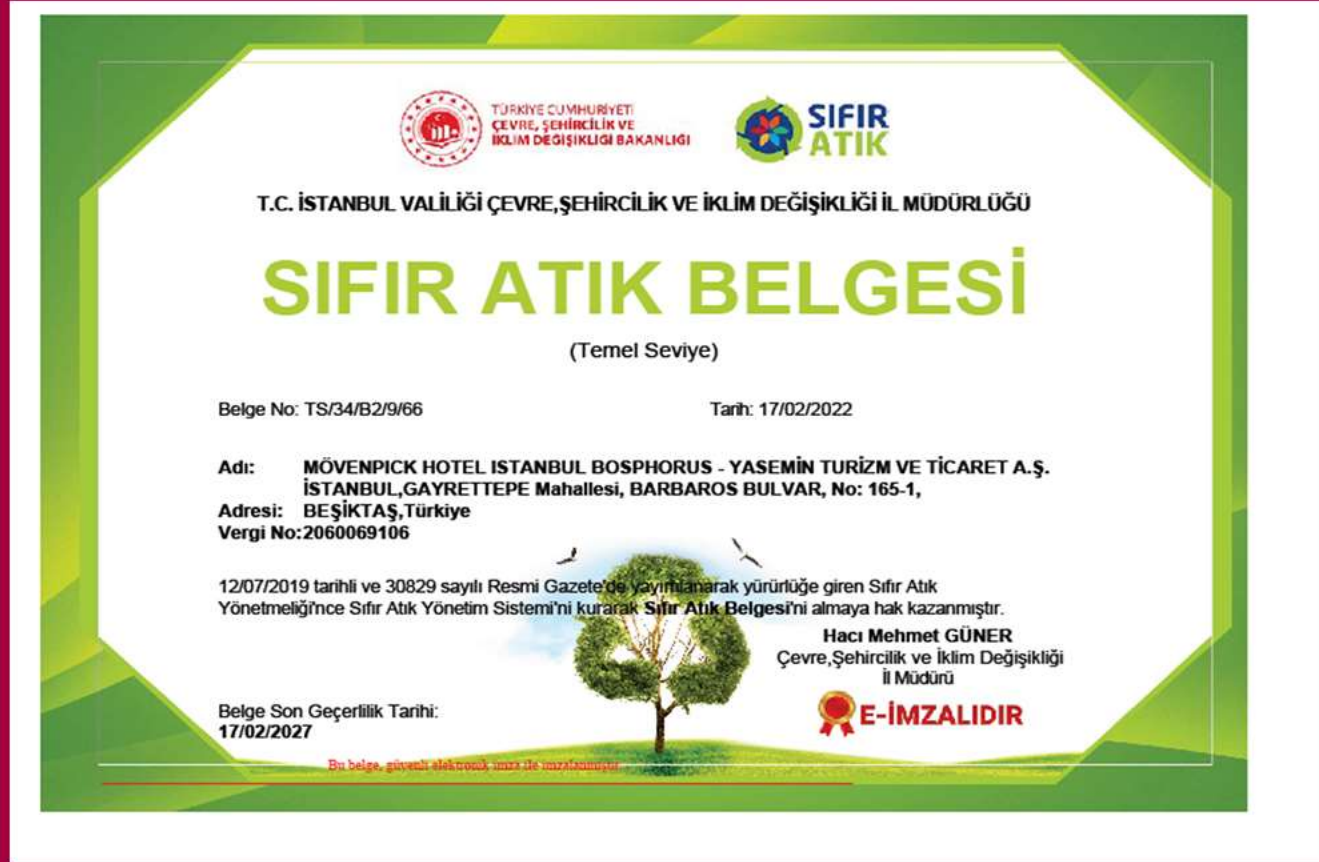 TÜRKİYE CUMHURİYETİ
ÇEVRE, ŞEHİRCİLİK VE
İKLİM DEĞİŞİKLİĞİ BAKANLIĞI
SIFIR
ATIK
T.C. İSTANBUL VALİLİĞİ ÇEVRE,ŞEHİRCİLİK VE İKLİM DEĞİŞİKLİĞİ İL MÜDÜRLÜĞÜ
SIFIR ATIK BELGESİ
(Temel Seviye)
Belge No: TS/34/B2/9/66 Tarih: 17/02/2022
Adı: MÖVENPICK HOTEL ISTANBUL BOSPHORUS - YASEMİN TURİZM VE TİCARET A.Ş.
İSTANBUL,GAYRETTEPE Mahallesi, BARBAROS BULVAR, No: 165-1,
Adresi: BEŞİKTAŞ,Türkiye
Vergi No:2060069106
12/07/2019 tarihli ve 30829 sayılı Resmi Gazete'de yayımlanarak yürürlüğe giren Sıfır Atık
Yönetmeliği'nce Sıfır Atık Yönetim Sistemi'ni kurarak Sıfır Atık Belgesi'ni almaya hak kazanmıştır.
Hacı Mehmet GÜNER
Çevre,Şehircilik ve İklim Değişikliği
İl Müdürü
E-İMZALIDIR
Belge Son Geçerlilik Tarihi:
17/02/2027
Bu belge, güvenli elektronik imza ile imzalanmıştır.